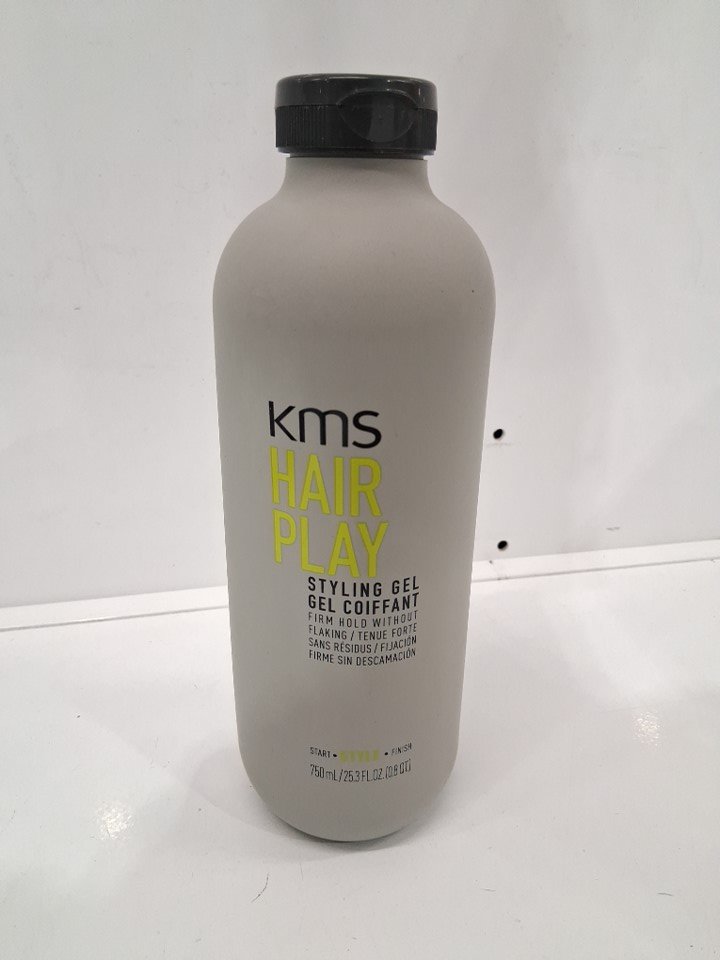 kms
HAIR
PLAY
STYLING GEL
GEL COIFFANT
FIRM HOLD WITHOUT
FLAKING / TENUE FORTE
SANS RÉSIDUS / FIJACIÓN
FIRME SIN DESCAMACIÓN
START • STYLE • FINISH
750 mL / 25.3 FL.OZ. (0.8 QT)